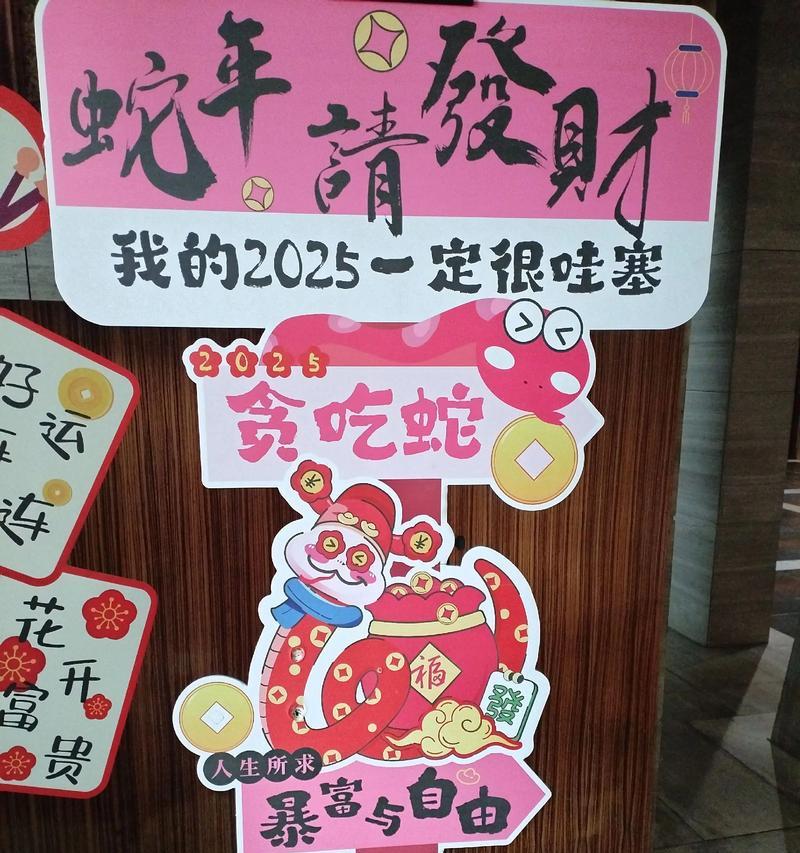 蛇年請發財
我的2025一定很哇塞
2025
贪吃蛇
福
發
人生所求
暴富与自由
好运
连连
花开
富贵